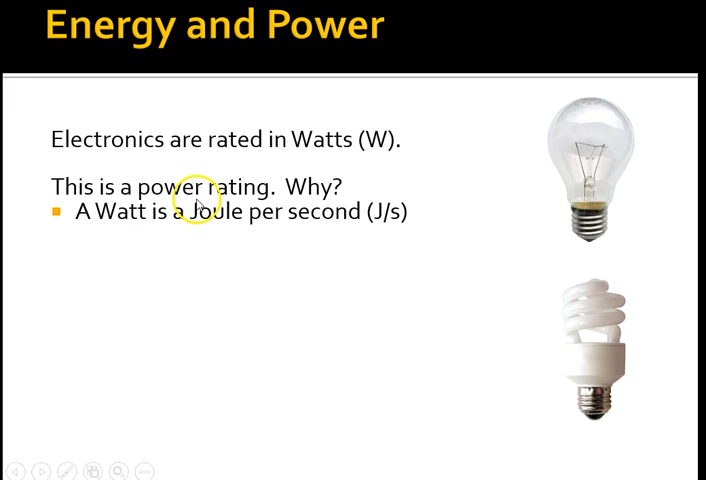 Energy and Power
Electronics are rated in Watts (W).
This is a power rating.  Why?
A Watt is a Joule per second (J/s)